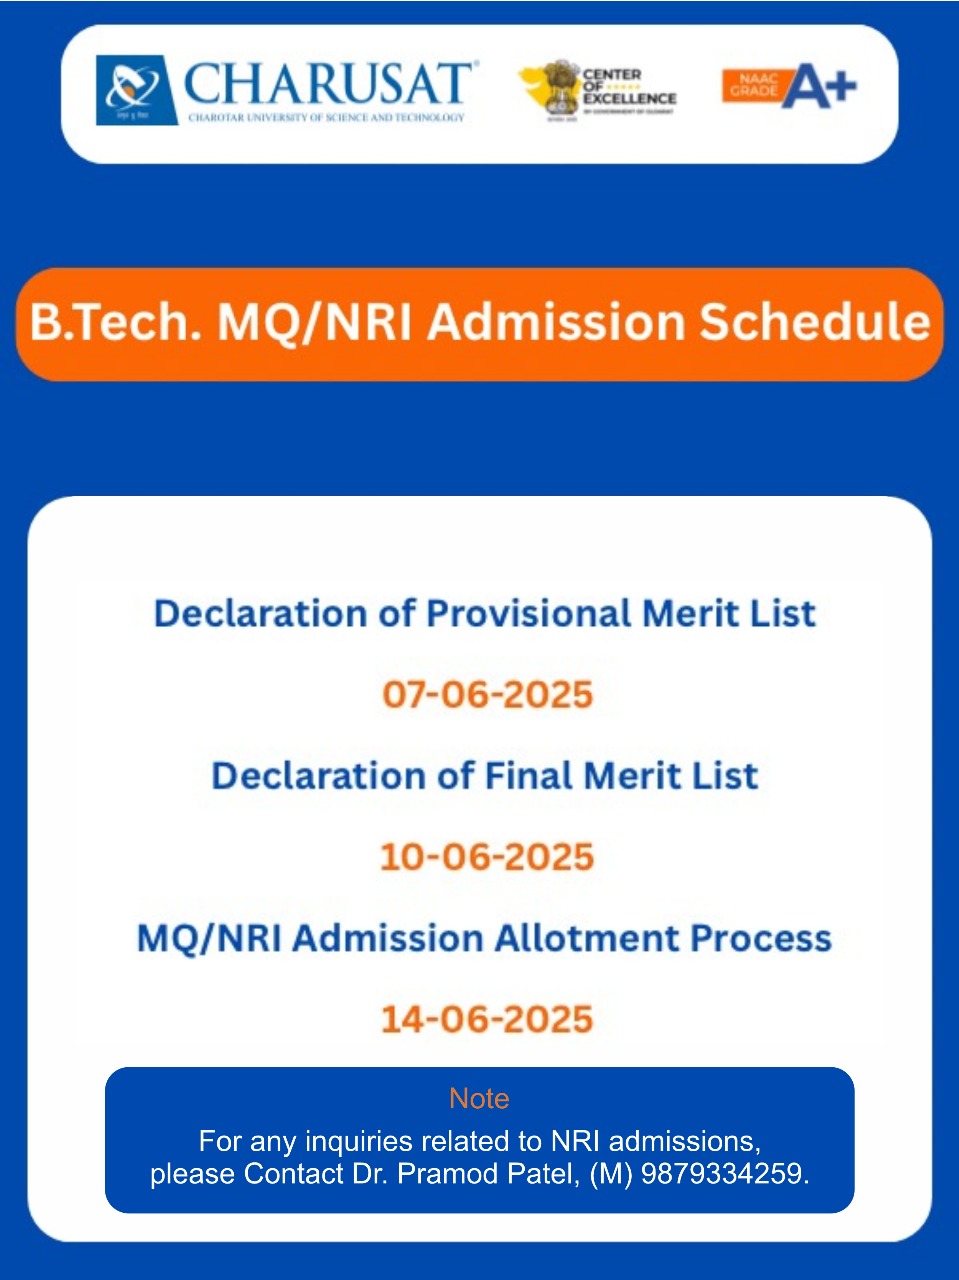 CHARUSAT
CHAROTAR UNIVERSITY OF SCIENCE AND TECHNOLOGY
CENTER
OF
EXCELLENCE
BY GOVERNMENT OF GUJARAT
NAAC
GRADE
A+
B.Tech. MQ/NRI Admission Schedule
Declaration of Provisional Merit List
07-06-2025
Declaration of Final Merit List
10-06-2025
MQ/NRI Admission Allotment Process
14-06-2025
Note
For any inquiries related to NRI admissions,
please Contact Dr. Pramod Patel, (M) 9879334259.